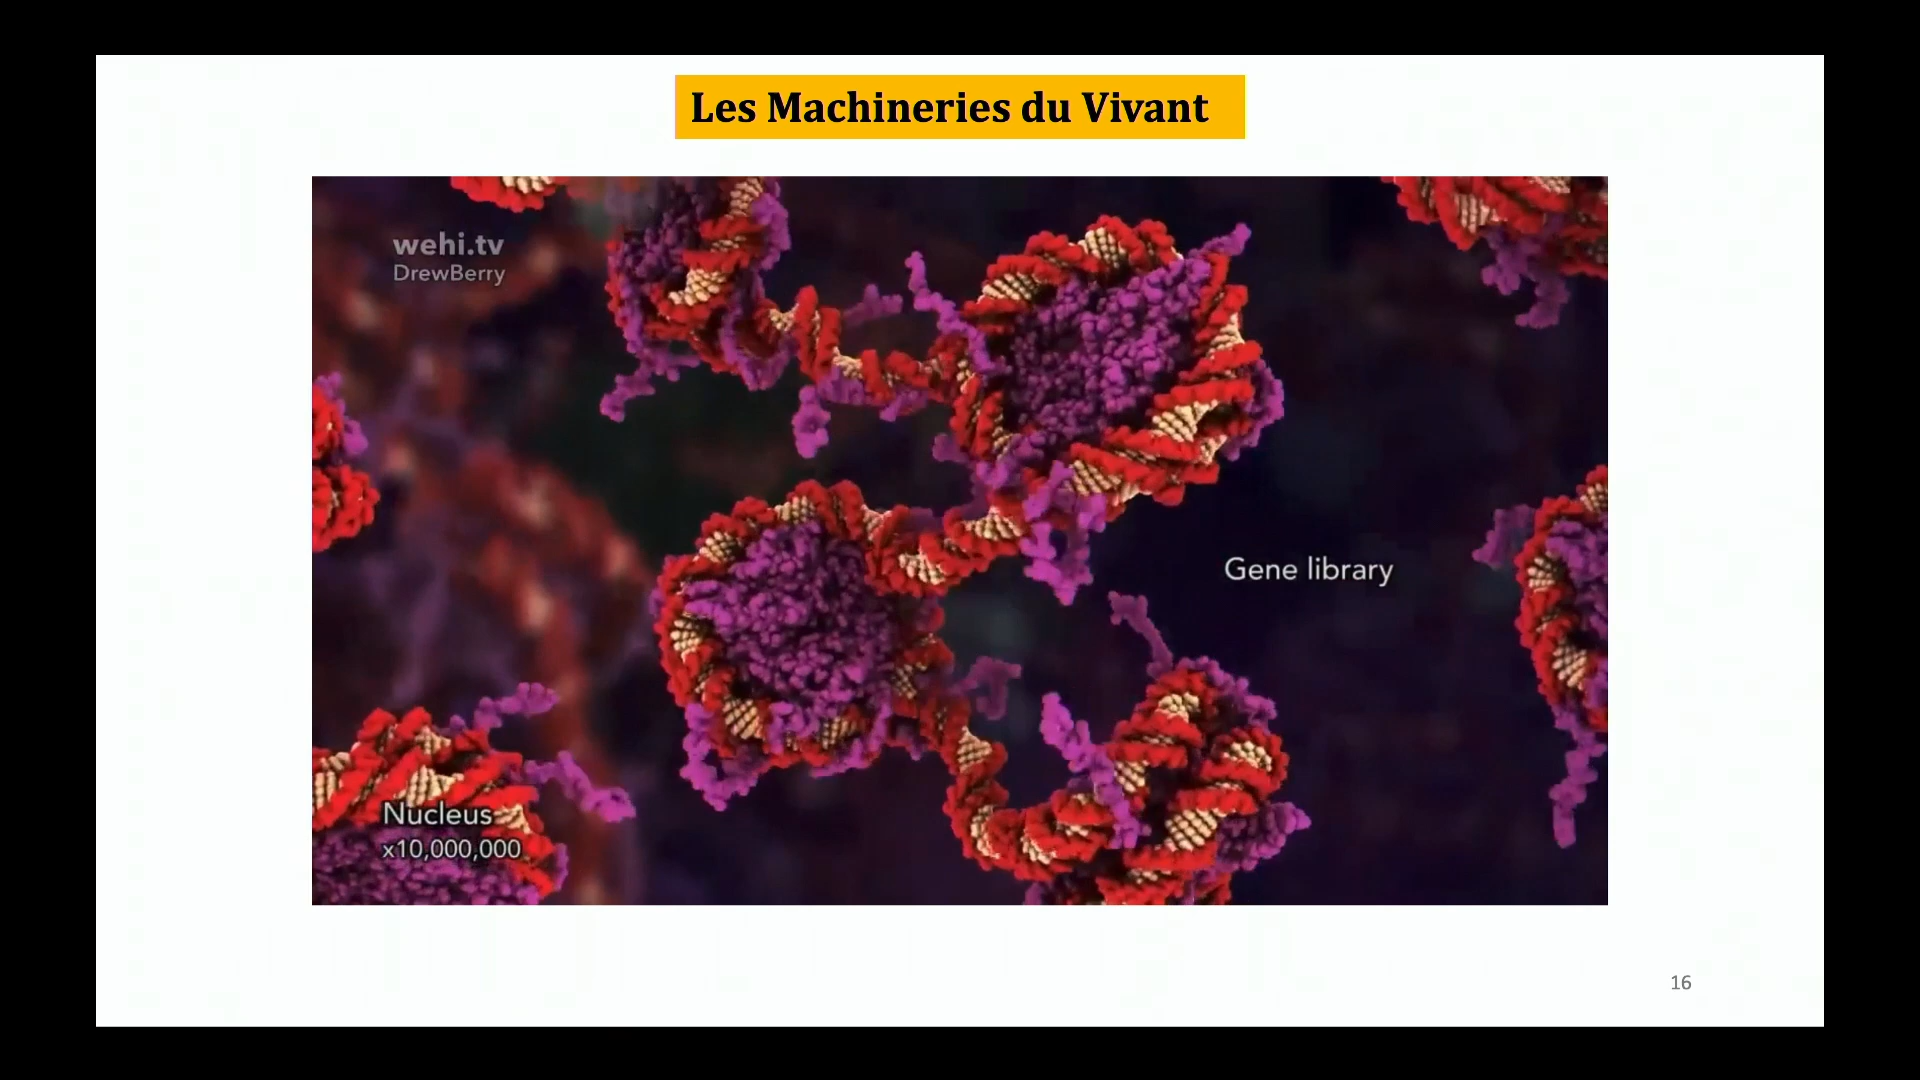 Les Machineries du Vivant
wehi.tv
DrewBerry
Gene library
Nucleus
x10,000,000
16